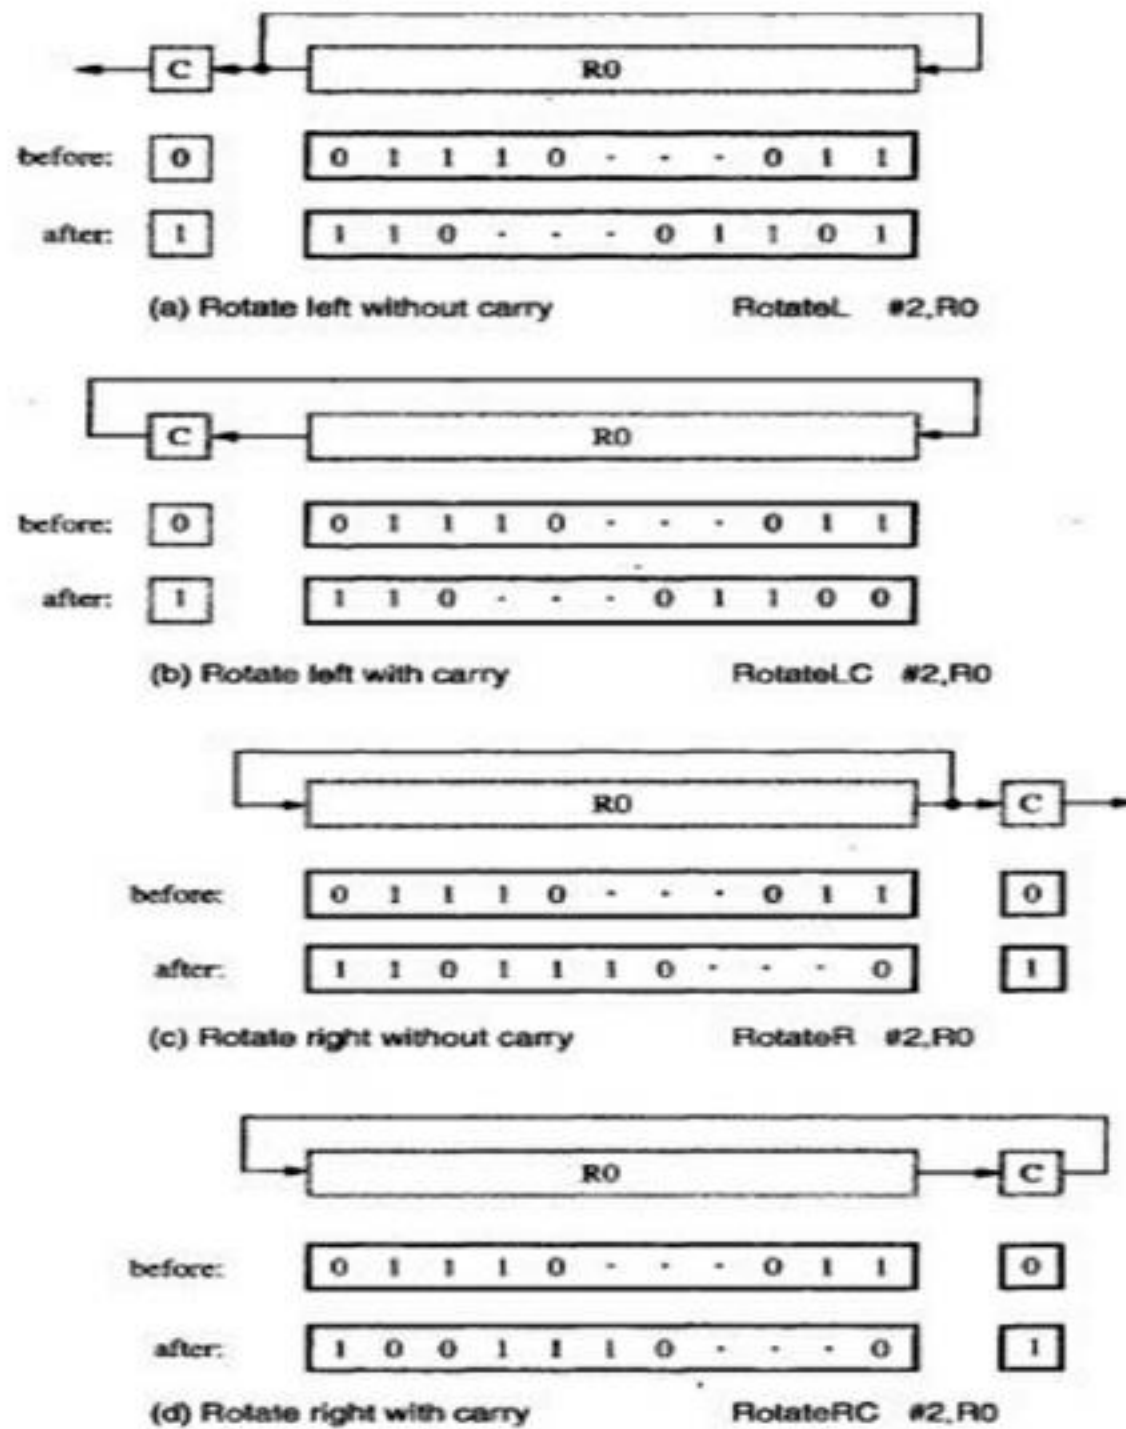 C R0
before: 0 0 1 1 1 0 · · · 0 1 1
after: 1 1 1 0 · · · 0 1 1 0 1
(a) Rotate left without carry RotateL #2,R0
C R0
before: 0 0 1 1 1 0 · · · 0 1 1
after: 1 1 1 0 · · · 0 1 1 0 0
(b) Rotate left with carry RotateLC #2,R0
R0 C
before: 0 1 1 1 0 · · · 0 1 1 0
after: 1 1 0 1 1 1 0 · · · 0 1
(c) Rotate right without carry RotateR #2,R0
R0 C
before: 0 1 1 1 0 · · · 0 1 1 0
after: 1 0 0 1 1 1 0 · · · 0 1
(d) Rotate right with carry RotateRC #2,R0